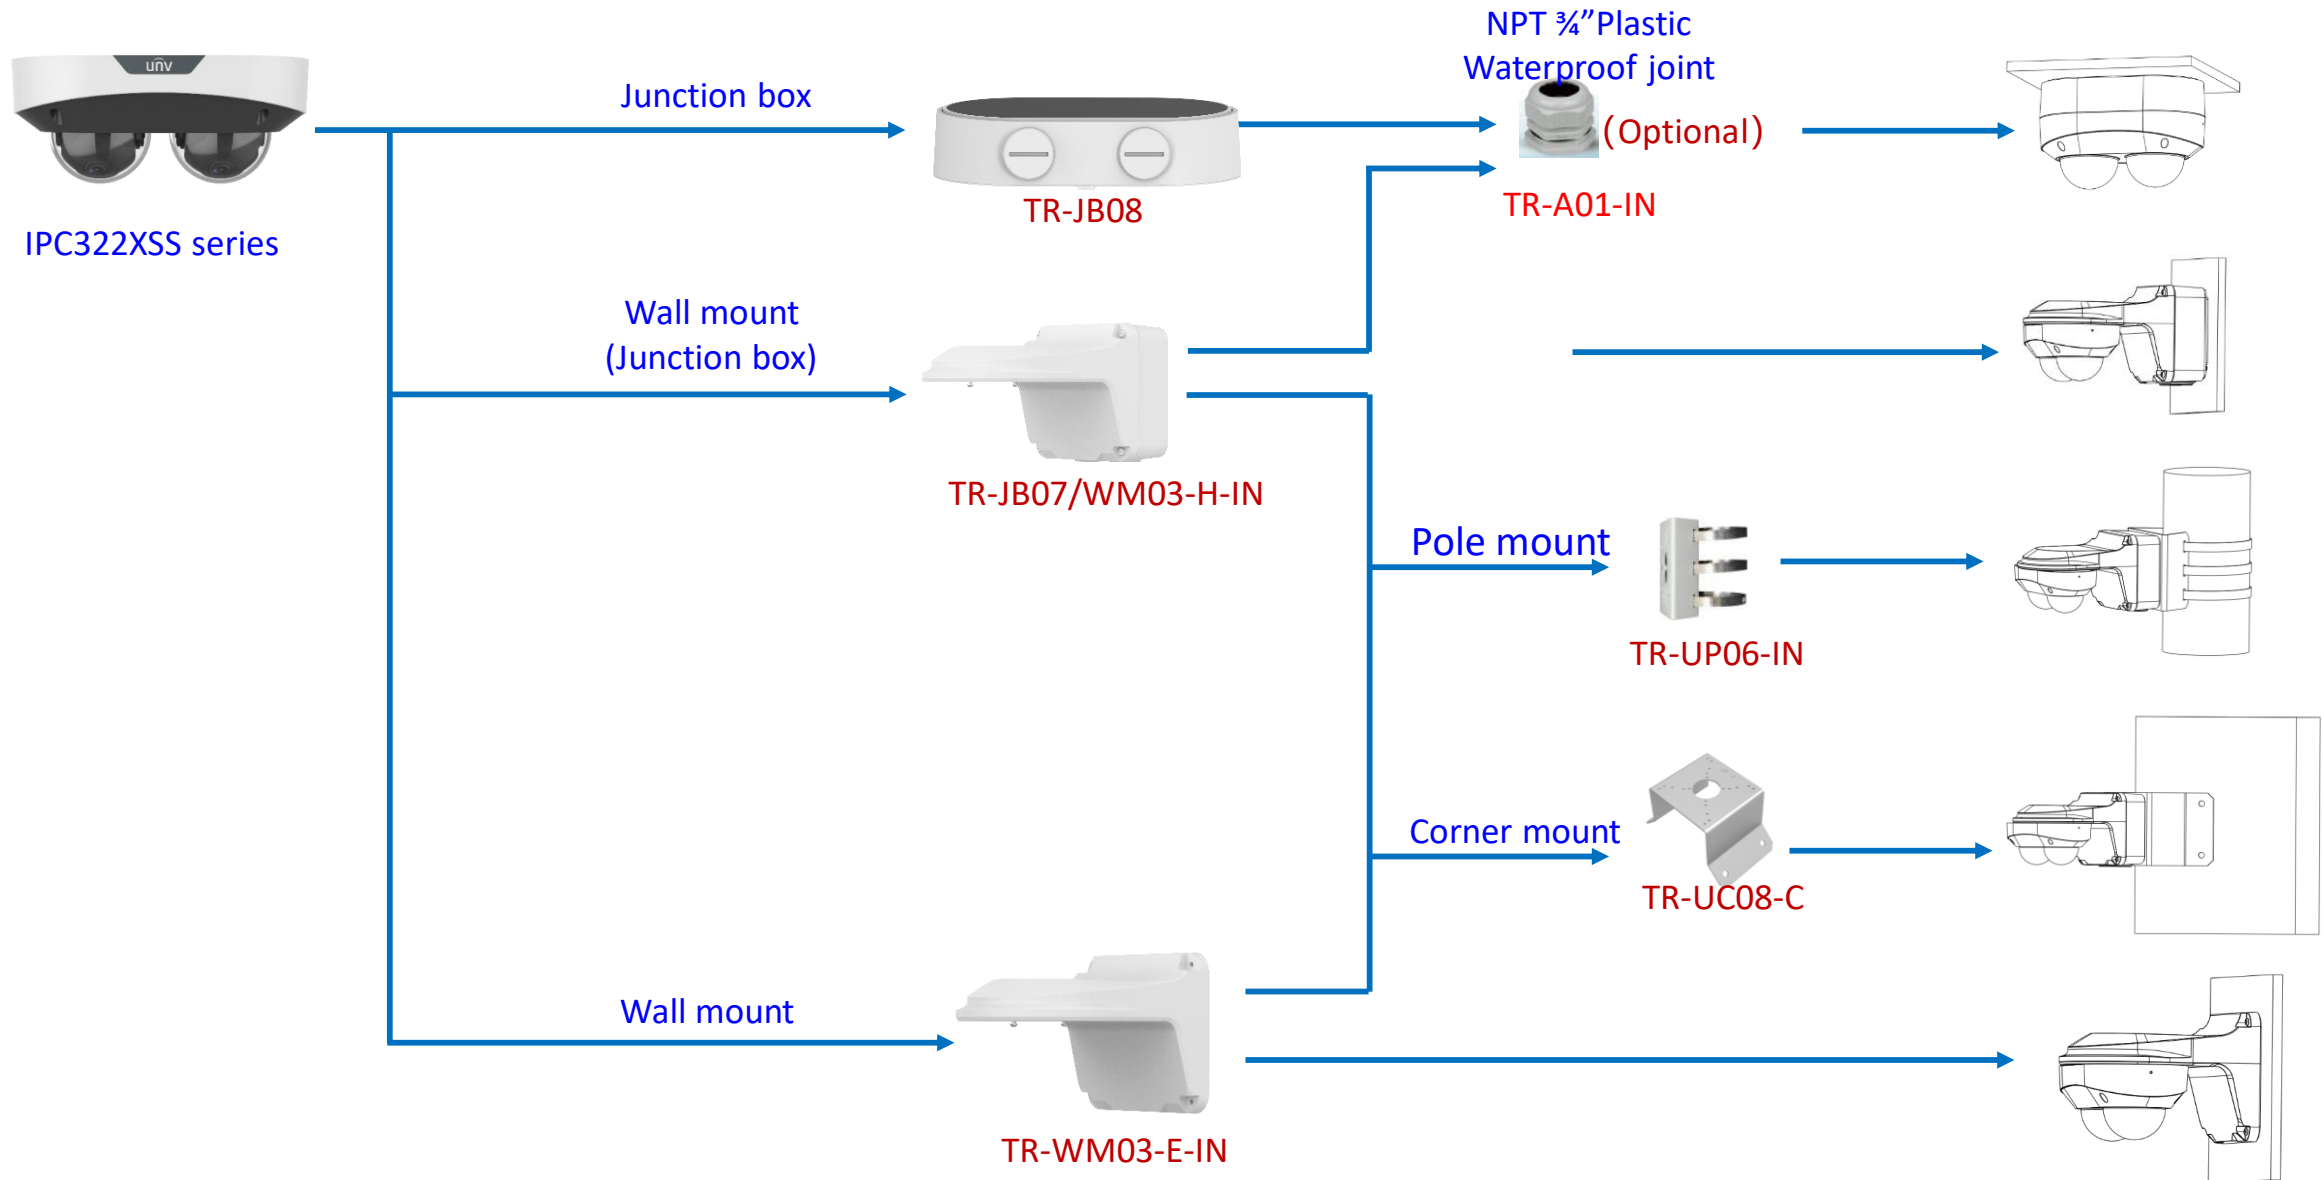 unv
IPC322XSS series
Junction box
TR-JB08
NPT ¾”Plastic
Waterproof joint
(Optional)
TR-A01-IN
Wall mount
(Junction box)
TR-JB07/WM03-H-IN
Pole mount
TR-UP06-IN
Corner mount
TR-UC08-C
Wall mount
TR-WM03-E-IN